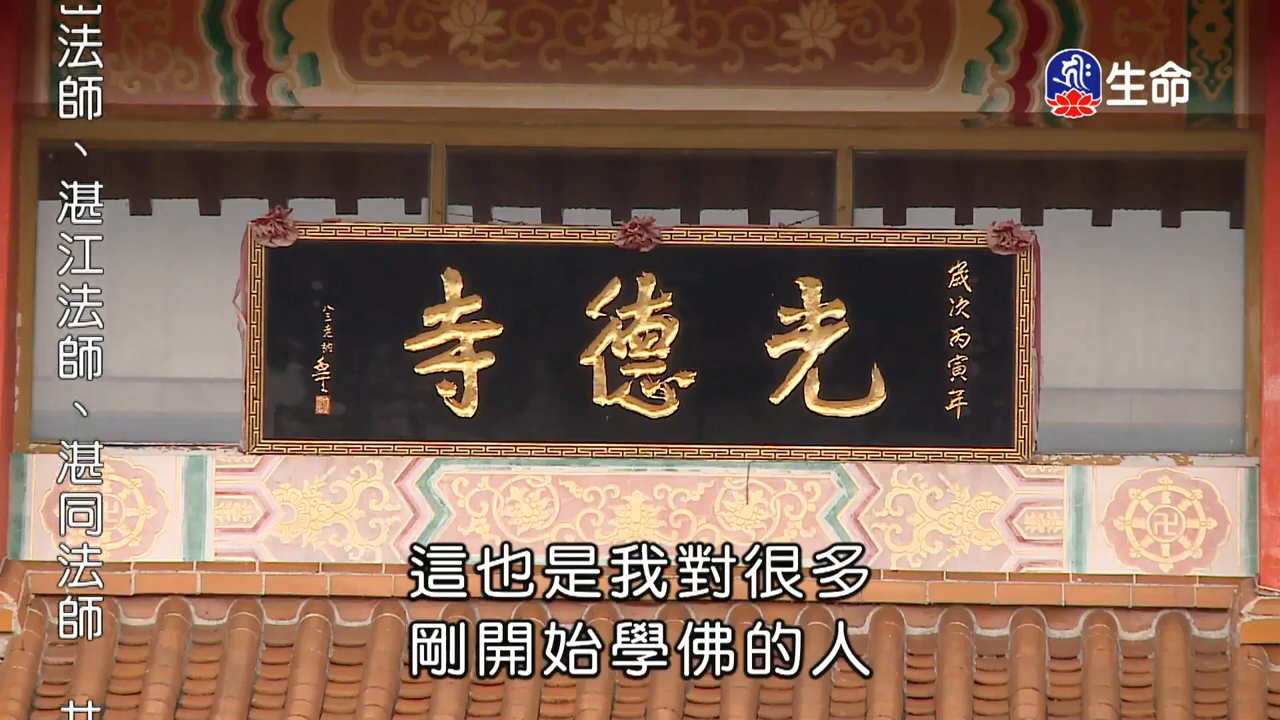 法師、湛江法師、湛同法師
生命
歲次丙寅年
光德寺
這也是我對很多
剛開始學佛的人